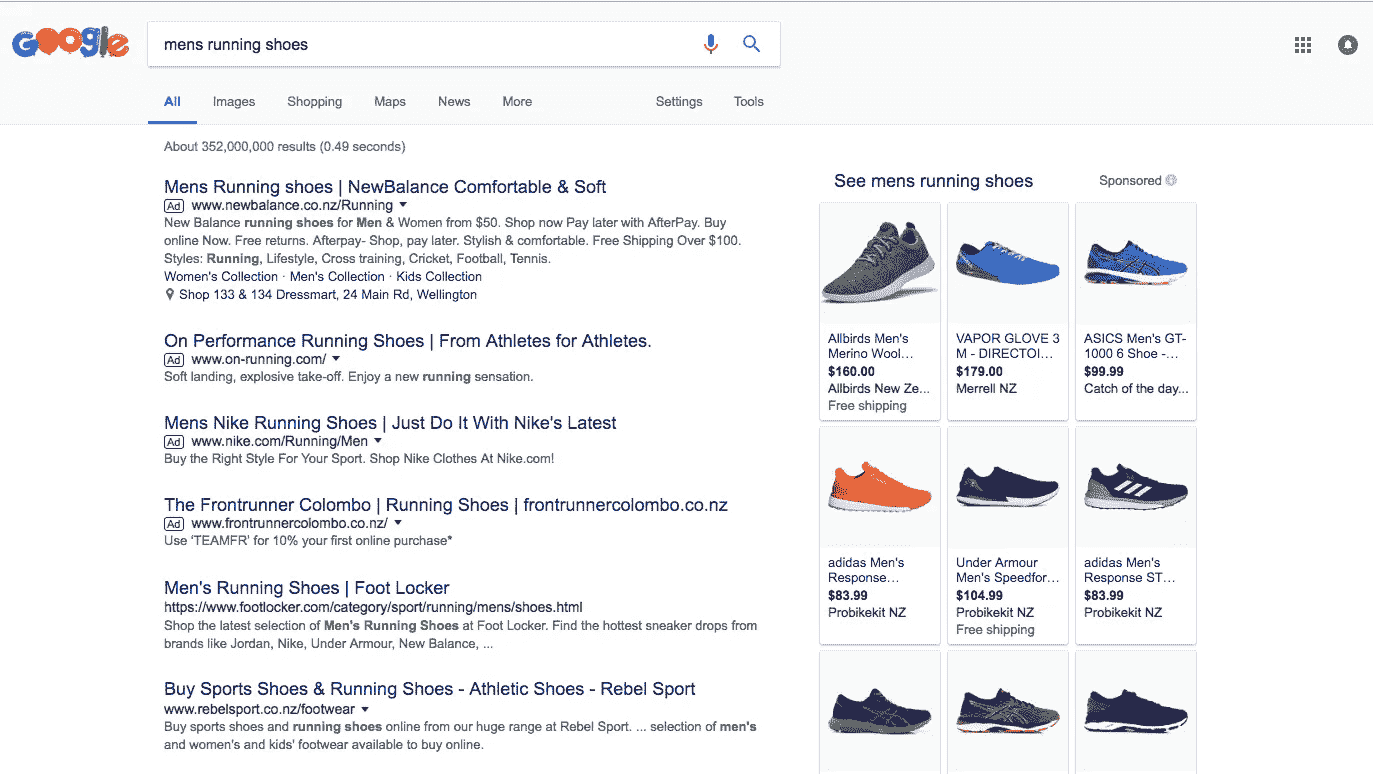 Google
mens running shoes
All Images Shopping Maps News More Settings Tools
About 352,000,000 results (0.49 seconds)
Mens Running shoes | NewBalance Comfortable & Soft
Ad www.newbalance.co.nz/Running
New Balance running shoes for Men & Women from $50. Shop now Pay later with AfterPay. Buy
online Now. Free returns. Afterpay- Shop, pay later. Stylish & comfortable. Free Shipping Over $100.
Styles: Running, Lifestyle, Cross training, Cricket, Football, Tennis.
Women's Collection · Men's Collection · Kids Collection
Shop 133 & 134 Dressmart, 24 Main Rd, Wellington
On Performance Running Shoes | From Athletes for Athletes.
Ad www.on-running.com/
Soft landing, explosive take-off. Enjoy a new running sensation.
Mens Nike Running Shoes | Just Do It With Nike's Latest
Ad www.nike.com/Running/Men
Buy the Right Style For Your Sport. Shop Nike Clothes At Nike.com!
The Frontrunner Colombo | Running Shoes | frontrunnercolombo.co.nz
Ad www.frontrunnercolombo.co.nz/
Use ‘TEAMFR’ for 10% your first online purchase*
Men's Running Shoes | Foot Locker
https://www.footlocker.com/category/sport/running/mens/shoes.html
Shop the latest selection of Men's Running Shoes at Foot Locker. Find the hottest sneaker drops from
brands like Jordan, Nike, Under Armour, New Balance, ...
Buy Sports Shoes & Running Shoes - Athletic Shoes - Rebel Sport
www.rebelsport.co.nz/footwear
Buy sports shoes and running shoes online from our huge range at Rebel Sport. ... selection of men's
and women's and kids' footwear available to buy online.
See mens running shoes
Sponsored
Allbirds Men's
Merino Wool...
$160.00
Allbirds New Ze...
Free shipping
VAPOR GLOVE 3
M - DIRECTOI...
$179.00
Merrell NZ
ASICS Men's GT-
1000 6 Shoe -...
$99.99
Catch of the day...
adidas Men's
Response...
$83.99
Probikekit NZ
Under Armour
Men's Speedfor...
$104.99
Probikekit NZ
Free shipping
adidas Men's
Response ST...
$83.99
Probikekit NZ